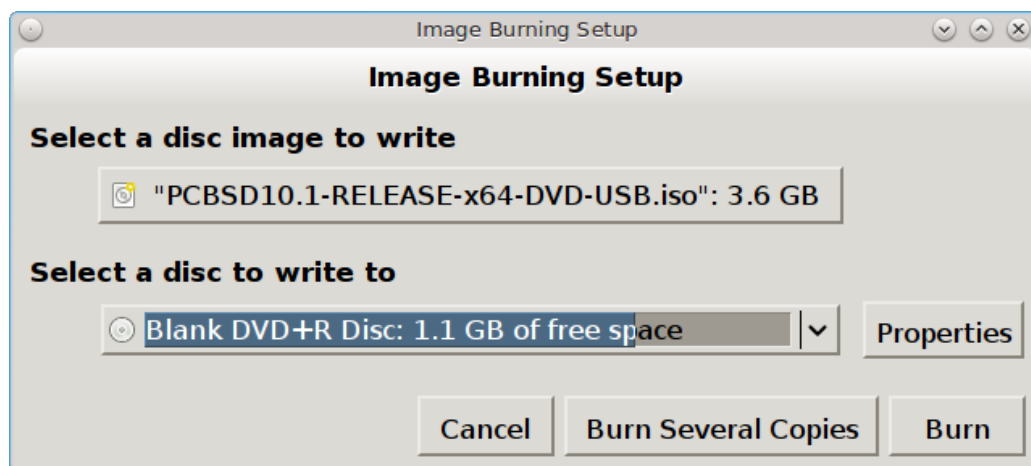 Image Burning Setup
Image Burning Setup
Select a disc image to write
"PCBSD10.1-RELEASE-x64-DVD-USB.iso": 3.6 GB
Select a disc to write to
Blank DVD+R Disc: 1.1 GB of free space
Properties
Cancel Burn Several Copies Burn